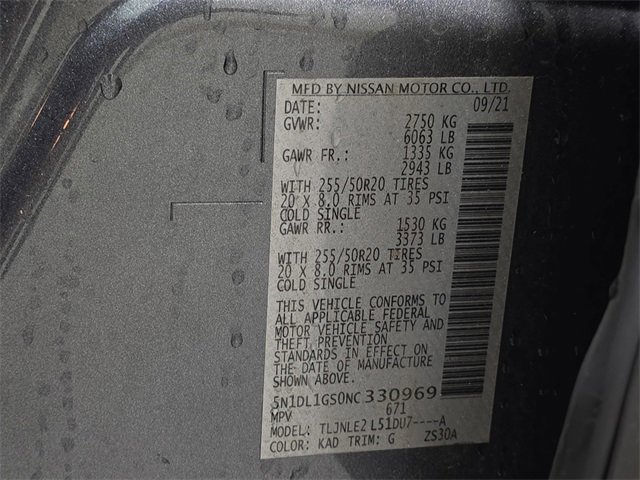 MFD BY NISSAN MOTOR CO., LTD.
DATE: 09/21
GVWR: 2750 KG
6063 LB
GAWR FR.: 1335 KG
2943 LB
WITH 255/50R20 TIRES
20 X 8.0 RIMS AT 35 PSI
COLD SINGLE
GAWR RR.: 1530 KG
3373 LB
WITH 255/50R20 TIRES
20 X 8.0 RIMS AT 35 PSI
COLD SINGLE
THIS VEHICLE CONFORMS TO
ALL APPLICABLE FEDERAL
MOTOR VEHICLE SAFETY AND
THEFT PREVENTION
STANDARDS IN EFFECT ON
THE DATE OF MANUFACTURE
SHOWN ABOVE.
5N1DL1GS0NC330969
MPV 671
MODEL: TLJNLE2 L51DU7----A
COLOR: KAD TRIM: G ZS30A